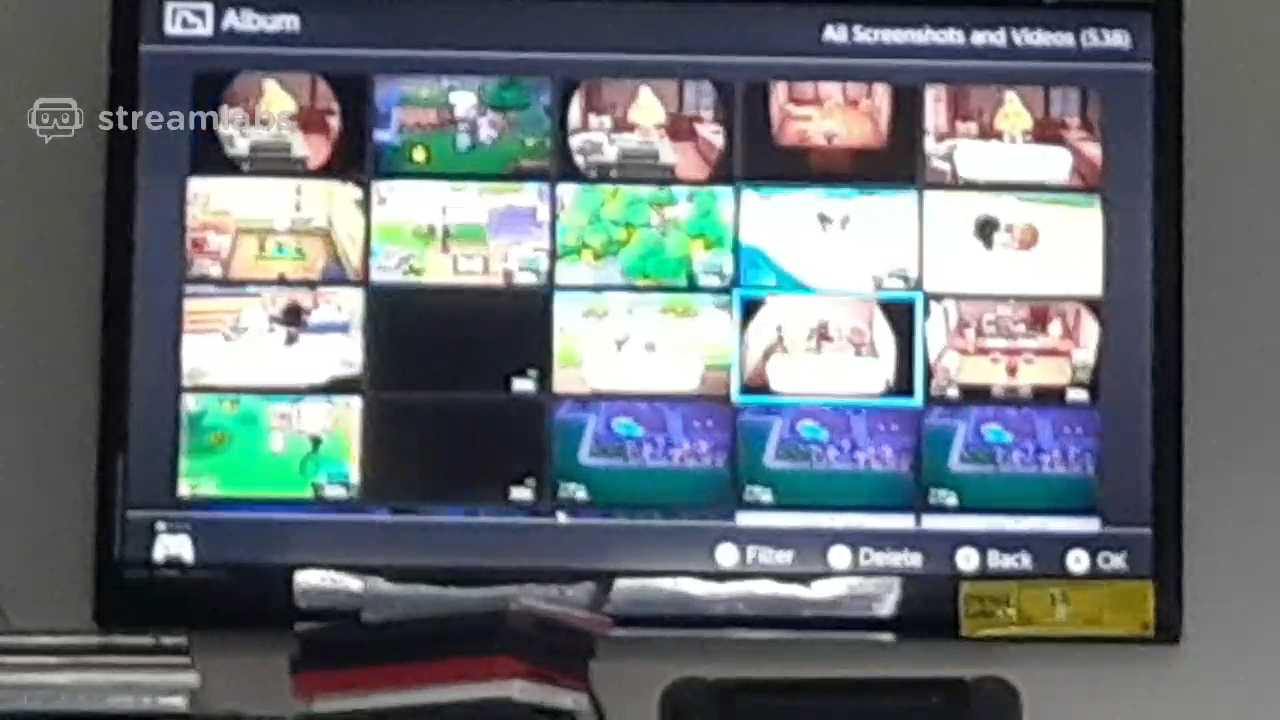 Album
All Screenshots and Videos (538)
streamlabs
Filter
Delete
Back
OK